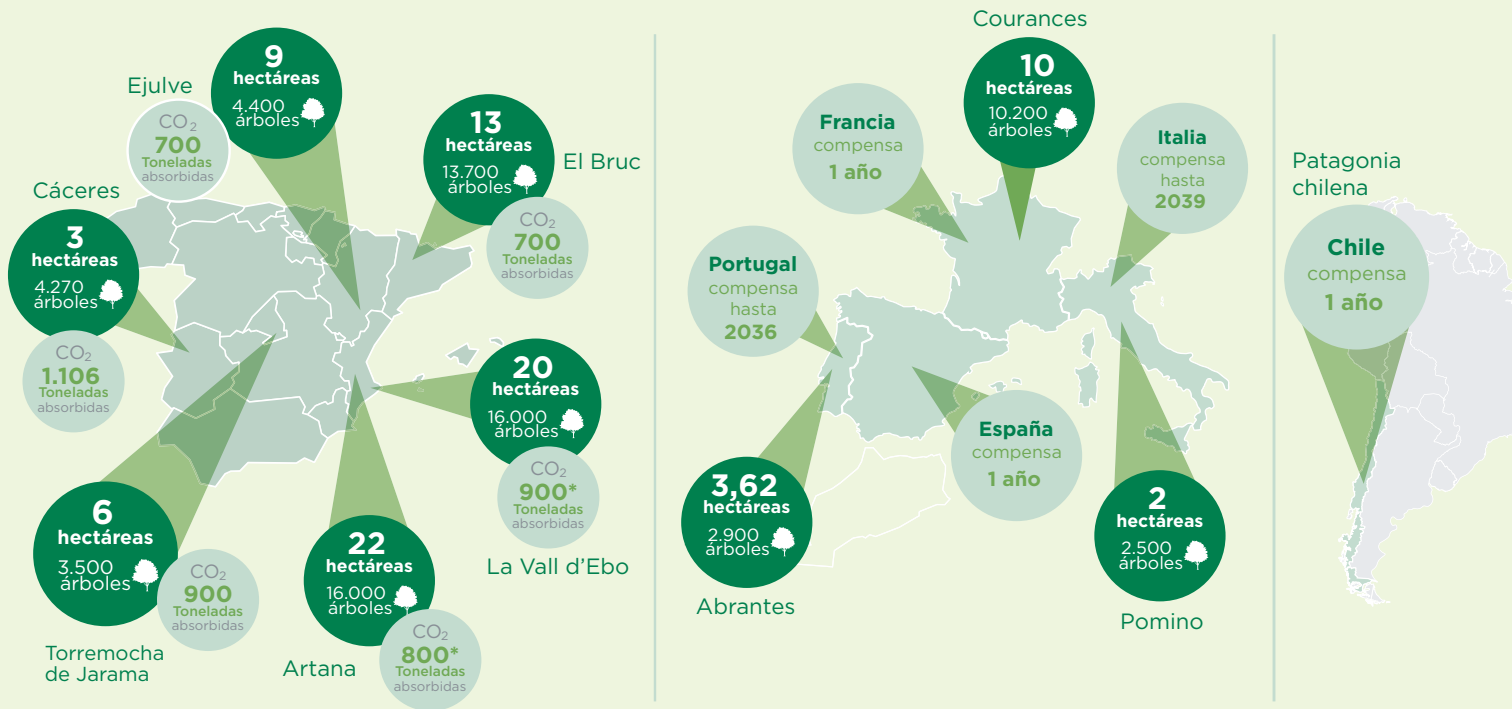 Ejulve
9
hectáreas
4.400
árboles
CO₂
700
Toneladas
absorbidas
13
hectáreas
13.700
árboles
El Bruc
CO₂
700
Toneladas
absorbidas
Cáceres
3
hectáreas
4.270
árboles
CO₂
1.106
Toneladas
absorbidas
20
hectáreas
16.000
árboles
CO₂
900*
Toneladas
absorbidas
La Vall d’Ebo
6
hectáreas
3.500
árboles
CO₂
900
Toneladas
absorbidas
Torremocha
de Jarama
22
hectáreas
16.000
árboles
Artana
CO₂
800*
Toneladas
absorbidas
Courances
10
hectáreas
10.200
árboles
Francia
compensa
1 año
Italia
compensa
hasta
2039
Portugal
compensa
hasta
2036
España
compensa
1 año
3,62
hectáreas
2.900
árboles
Abrantes
2
hectáreas
2.500
árboles
Pomino
Patagonia
chilena
Chile
compensa
1 año